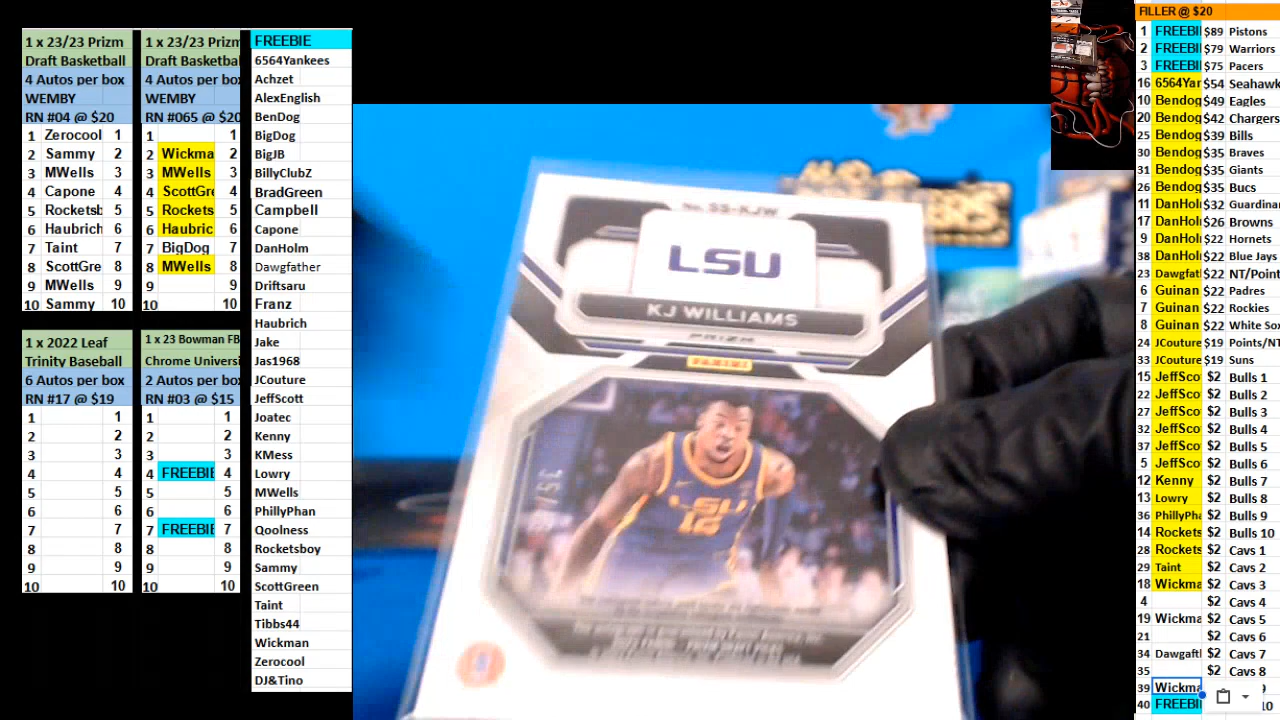 1 x 23/23 Prizm
Draft Basketball
4 Autos per box
WEMBY
RN #04 @ $20
1 Zerocool 1
2 Sammy 2
3 MWells 3
4 Capone 4
5 Rocketsb 5
6 Haubrich 6
7 Taint 7
8 ScottGre 8
9 MWells 9
10 Sammy 10
1 x 23/23 Prizm
Draft Basketball
4 Autos per box
WEMBY
RN #065 @ $20
1 1
2 Wickma 2
3 MWells 3
4 ScottGre 4
5 Rockets 5
6 Haubric 6
7 BigDog 7
8 MWells 8
9
10 10
1 x 2022 Leaf
Trinity Baseball
6 Autos per box
RN #17 @ $19
1 1
2 2
3 3
4 4
5 5
6 6
7 7
8 8
9 9
10 10
1 x 23 Bowman FB
Chrome Universi
2 Autos per box
RN #03 @ $15
1 1
2 2
3 3
4 FREEBIE 4
5 5
6 6
7 FREEBIE 7
8 8
9 9
10 10
FREEBIE
6564Yankees
Achzet
AlexEnglish
BenDog
BigDog
BigJB
BillyClubZ
BradGreen
Campbell
Capone
DanHolm
Dawgfather
Driftsaru
Franz
Haubrich
Jake
Jas1968
JCouture
JeffScott
Joatec
Kenny
KMess
Lowry
MWells
PhillyPhan
Qoolness
Rocketsboy
Sammy
ScottGreen
Taint
Tibbs44
Wickman
Zerocool
DJ&Tino
No. SS-KJW
LSU
KJ WILLIAMS
PRIZM
PANINI
LSU
12
FILLER @ $20
1 FREEBI $89 Pistons
2 FREEBI $79 Warriors
3 FREEBI $75 Pacers
16 6564Yar $54 Seahawk
10 Bendog $49 Eagles
20 Bendog $42 Chargers
25 Bendog $39 Bills
30 Bendog $35 Braves
31 Bendog $35 Giants
26 Bendog $35 Bucs
11 DanHol $32 Guardina
17 DanHol $26 Browns
9 DanHol $22 Hornets
38 DanHol $22 Blue Jays
23 Dawgfat $22 NT/Point
6 Guinan $22 Padres
7 Guinan $22 Rockies
8 Guinan $22 White Sox
24 JCouture $19 Points/NT
33 JCouture $19 Suns
15 JeffSco $2 Bulls 1
22 JeffSco $2 Bulls 2
27 JeffSco $2 Bulls 3
32 JeffSco $2 Bulls 4
37 JeffSco $2 Bulls 5
5 JeffSco $2 Bulls 6
12 Kenny $2 Bulls 7
13 Lowry $2 Bulls 8
36 PhillyPha $2 Bulls 9
14 Rockets $2 Bulls 10
28 Rockets $2 Cavs 1
29 Taint $2 Cavs 2
18 Wickma $2 Cavs 3
4 $2 Cavs 4
19 Wickma $2 Cavs 5
21 $2 Cavs 6
34 Dawgaft $2 Cavs 7
35 $2 Cavs 8
39 Wickma 9
40 FREEBI 10